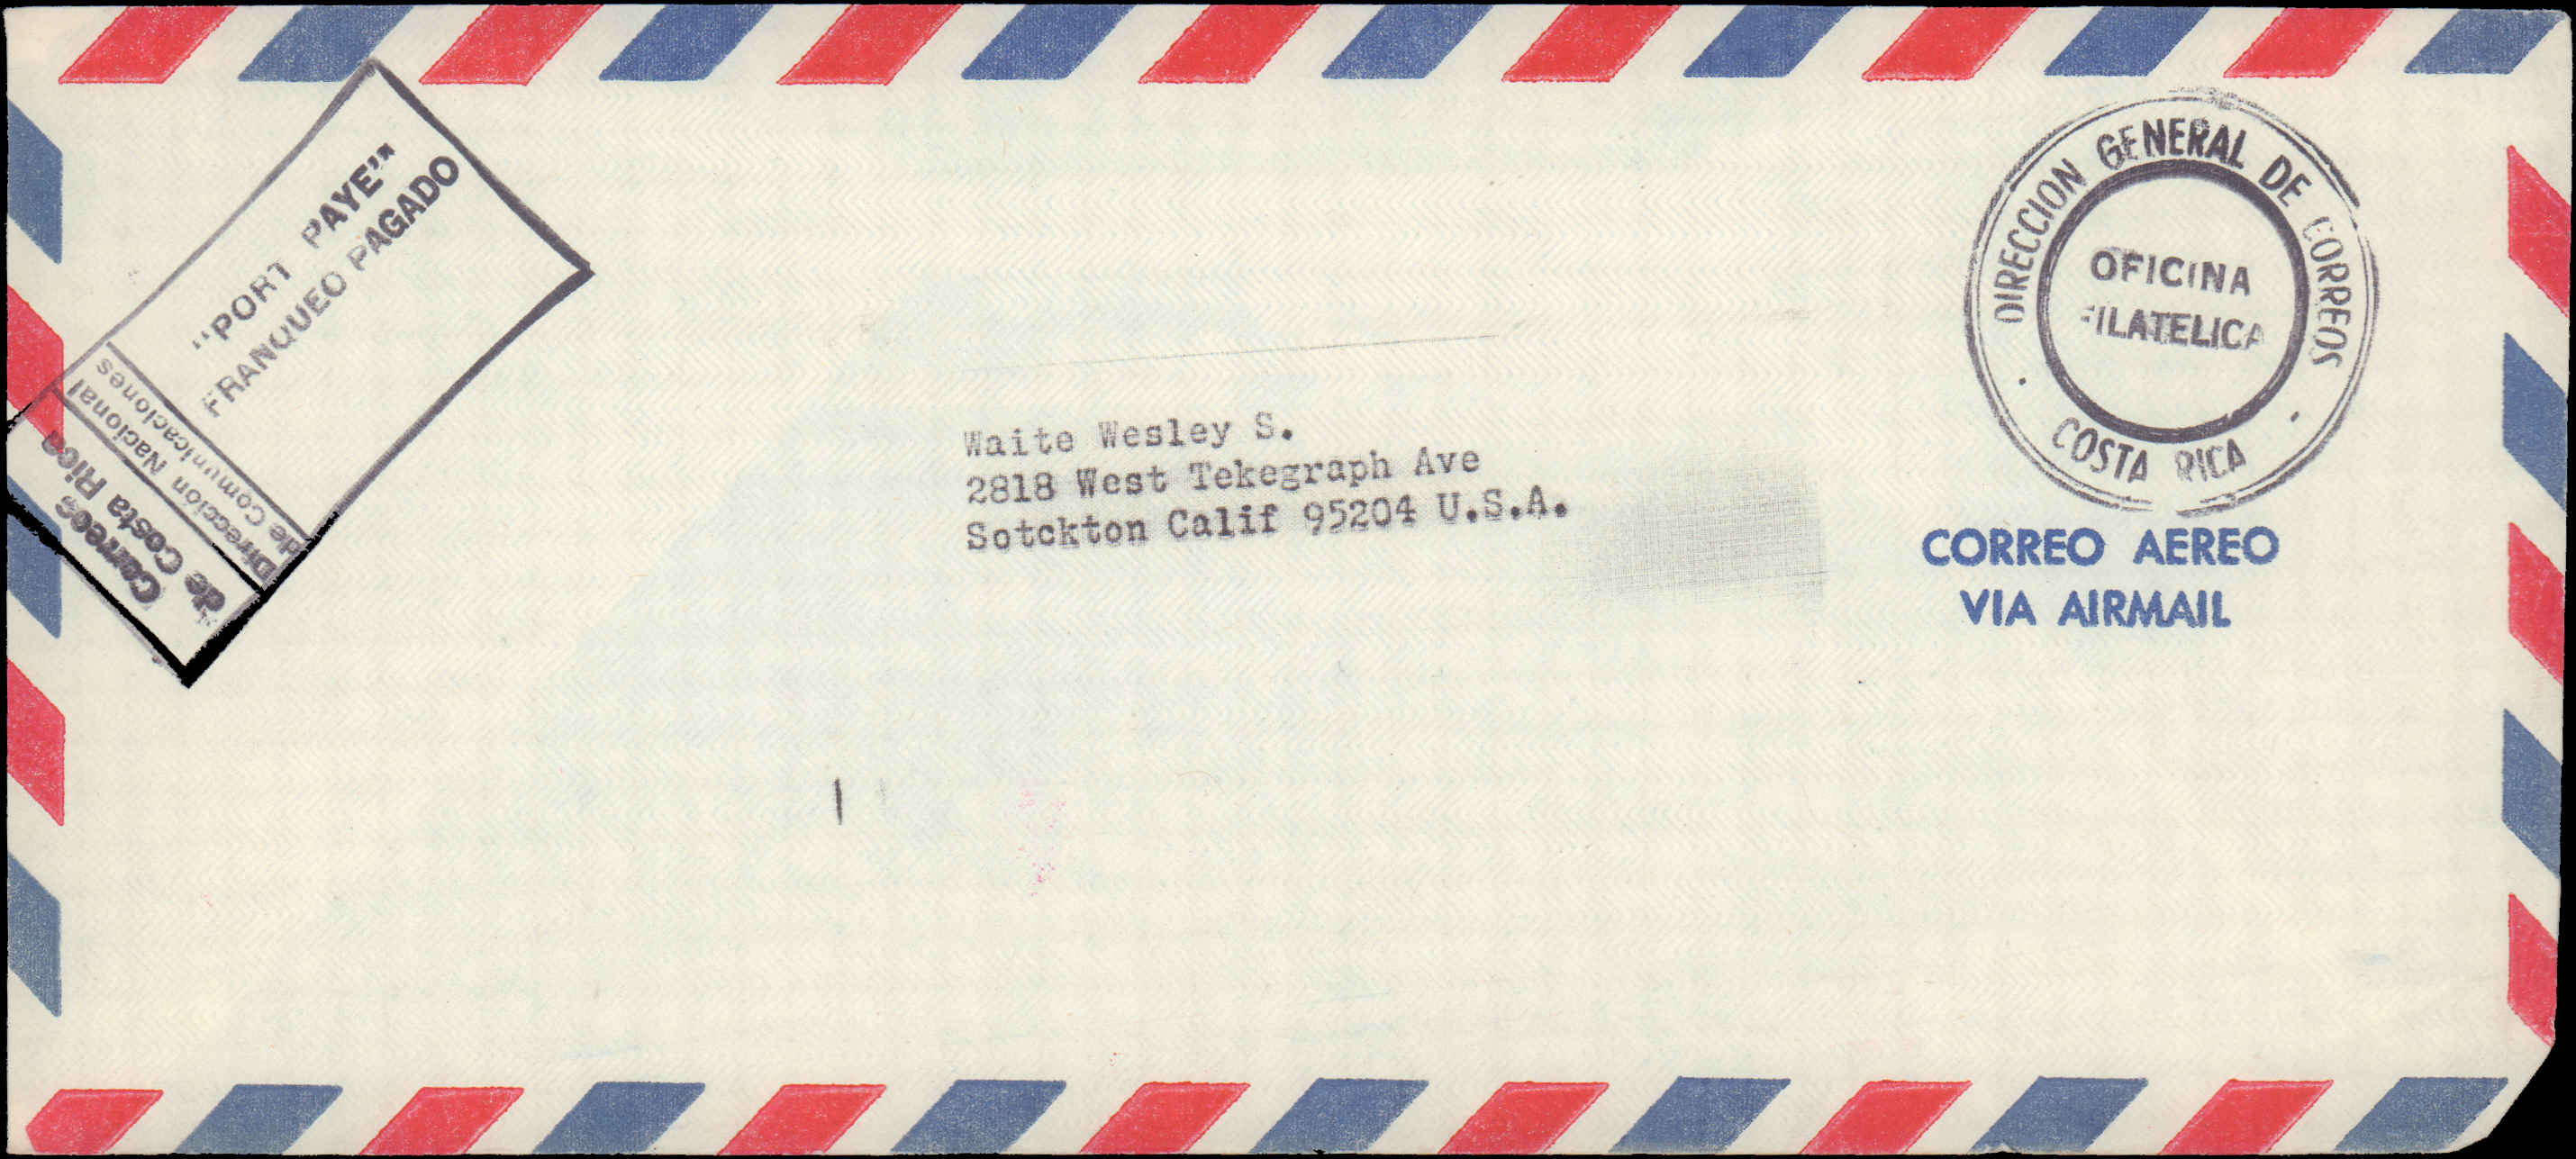 "PORT PAYE'"
FRANQUEO PAGADO
Dirección Nacional
de Comunicaciones
Correos
de Costa Rica
DIRECCION GENERAL DE CORREOS
OFICINA
FILATELICA
COSTA RICA
CORREO AEREO
VIA AIRMAIL
Waite Wesley S.
2818 West Tekegraph Ave
Sotckton Calif 95204 U.S.A.